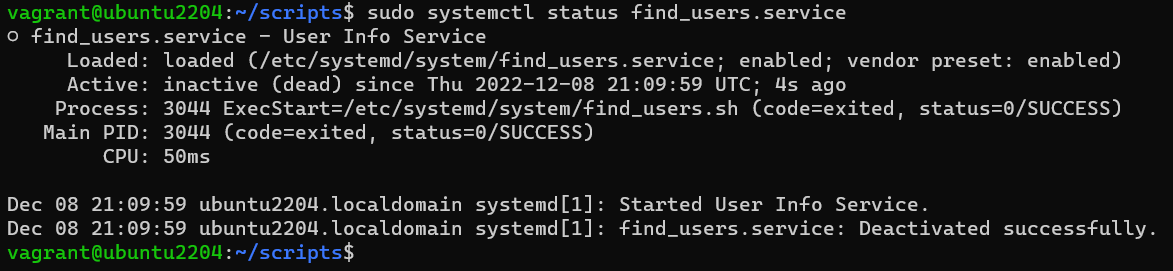 vagrant@ubuntu2204:~/scripts$ sudo systemctl status find_users.service
○ find_users.service - User Info Service
     Loaded: loaded (/etc/systemd/system/find_users.service; enabled; vendor preset: enabled)
     Active: inactive (dead) since Thu 2022-12-08 21:09:59 UTC; 4s ago
    Process: 3044 ExecStart=/etc/systemd/system/find_users.sh (code=exited, status=0/SUCCESS)
   Main PID: 3044 (code=exited, status=0/SUCCESS)
        CPU: 50ms

Dec 08 21:09:59 ubuntu2204.localdomain systemd[1]: Started User Info Service.
Dec 08 21:09:59 ubuntu2204.localdomain systemd[1]: find_users.service: Deactivated successfully.
vagrant@ubuntu2204:~/scripts$